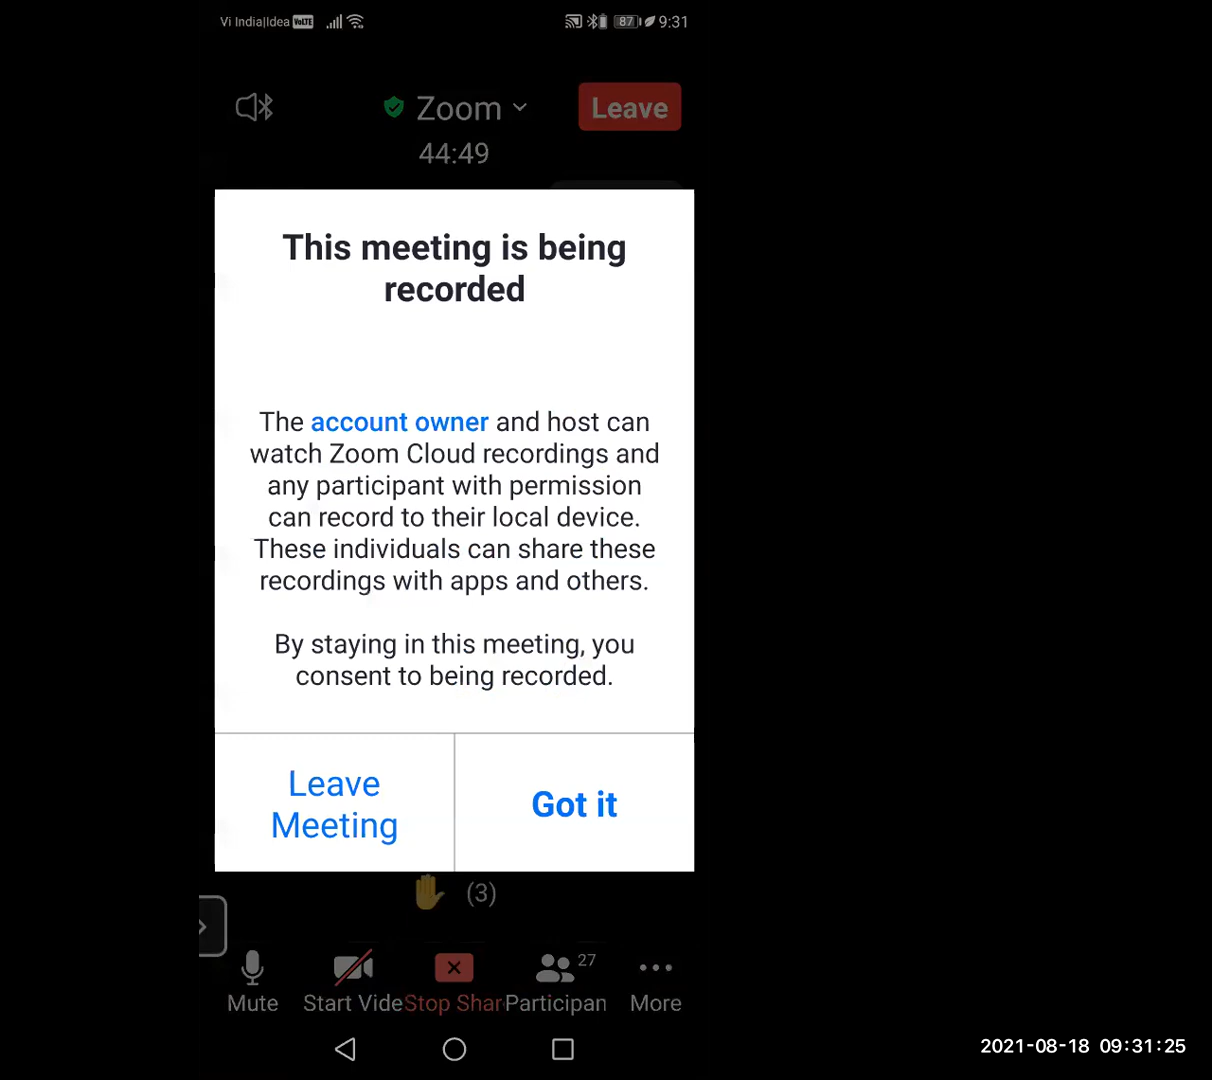 Vi India|Idea VoLTE 87 9:31
Zoom Leave
44:49
This meeting is being
recorded
The account owner and host can
watch Zoom Cloud recordings and
any participant with permission
can record to their local device.
These individuals can share these
recordings with apps and others.
By staying in this meeting, you
consent to being recorded.
Leave
Meeting
Got it
(3)
27
Mute Start Vide Stop Shar Participan More
2021-08-18 09:31:25